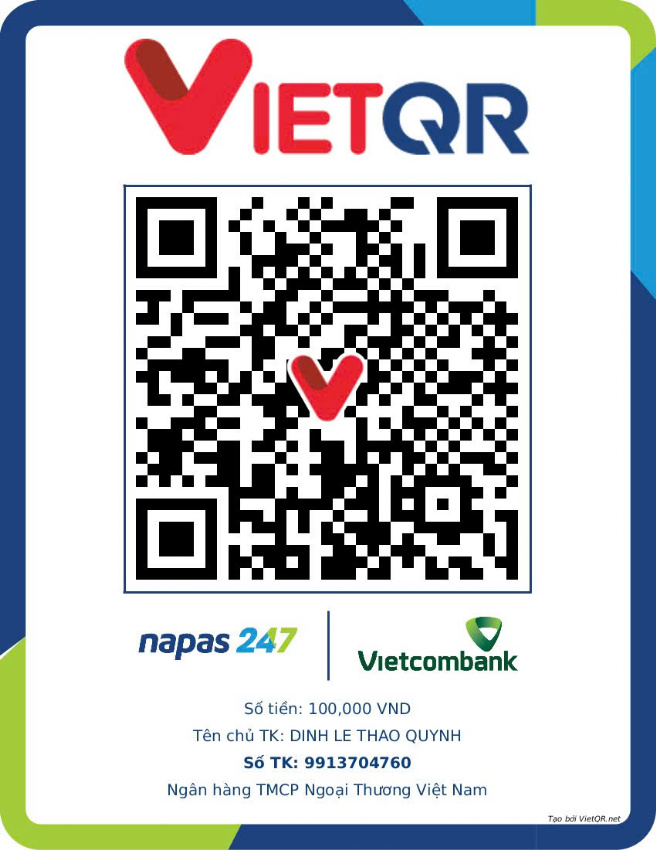 VIETQR
napas 247
Vietcombank
Số tiền: 100,000 VND
Tên chủ TK: DINH LE THAO QUYNH
Số TK: 9913704760
Ngân hàng TMCP Ngoại Thương Việt Nam
Tạo bởi VietQR.net